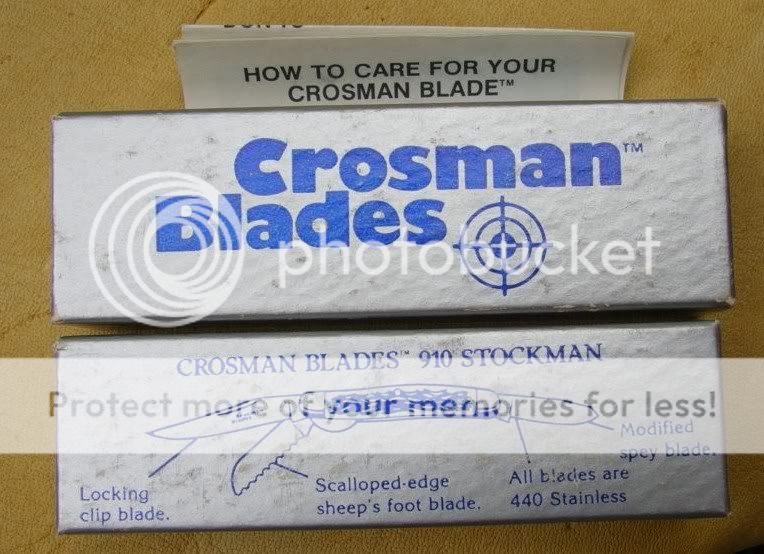 HOW TO CARE FOR YOUR
CROSMAN BLADE™
Crosman™
Blades
photobucket
CROSMAN BLADES™ 910 STOCKMAN
Protect more of your memories for less!
Modified
spey blade.
Locking
clip blade.
Scalloped-edge
sheep's foot blade.
All blades are
440 Stainless